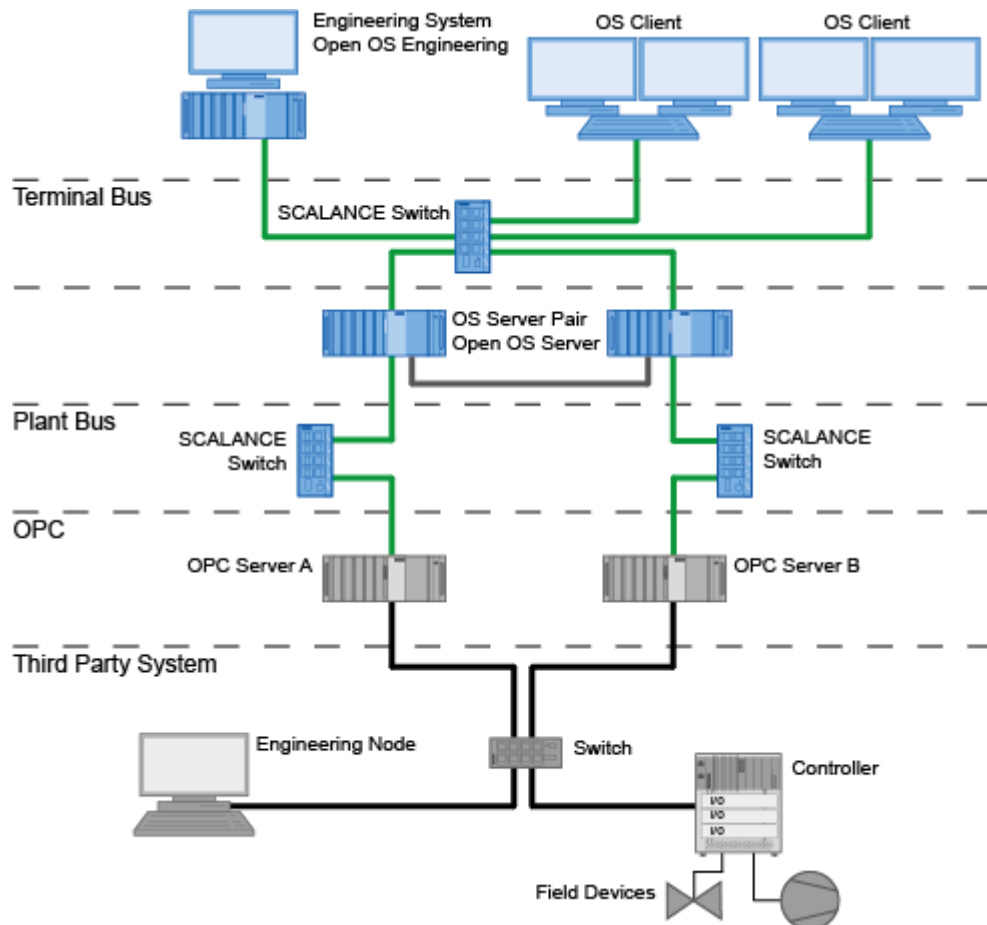 Engineering System
Open OS Engineering
OS Client
OS Client
Terminal Bus
SCALANCE Switch
OS Server Pair
Open OS Server
Plant Bus
SCALANCE
Switch
SCALANCE
Switch
OPC
OPC Server A
OPC Server B
Third Party System
Engineering Node
Switch
Controller
I/O
I/O
I/O
Field Devices